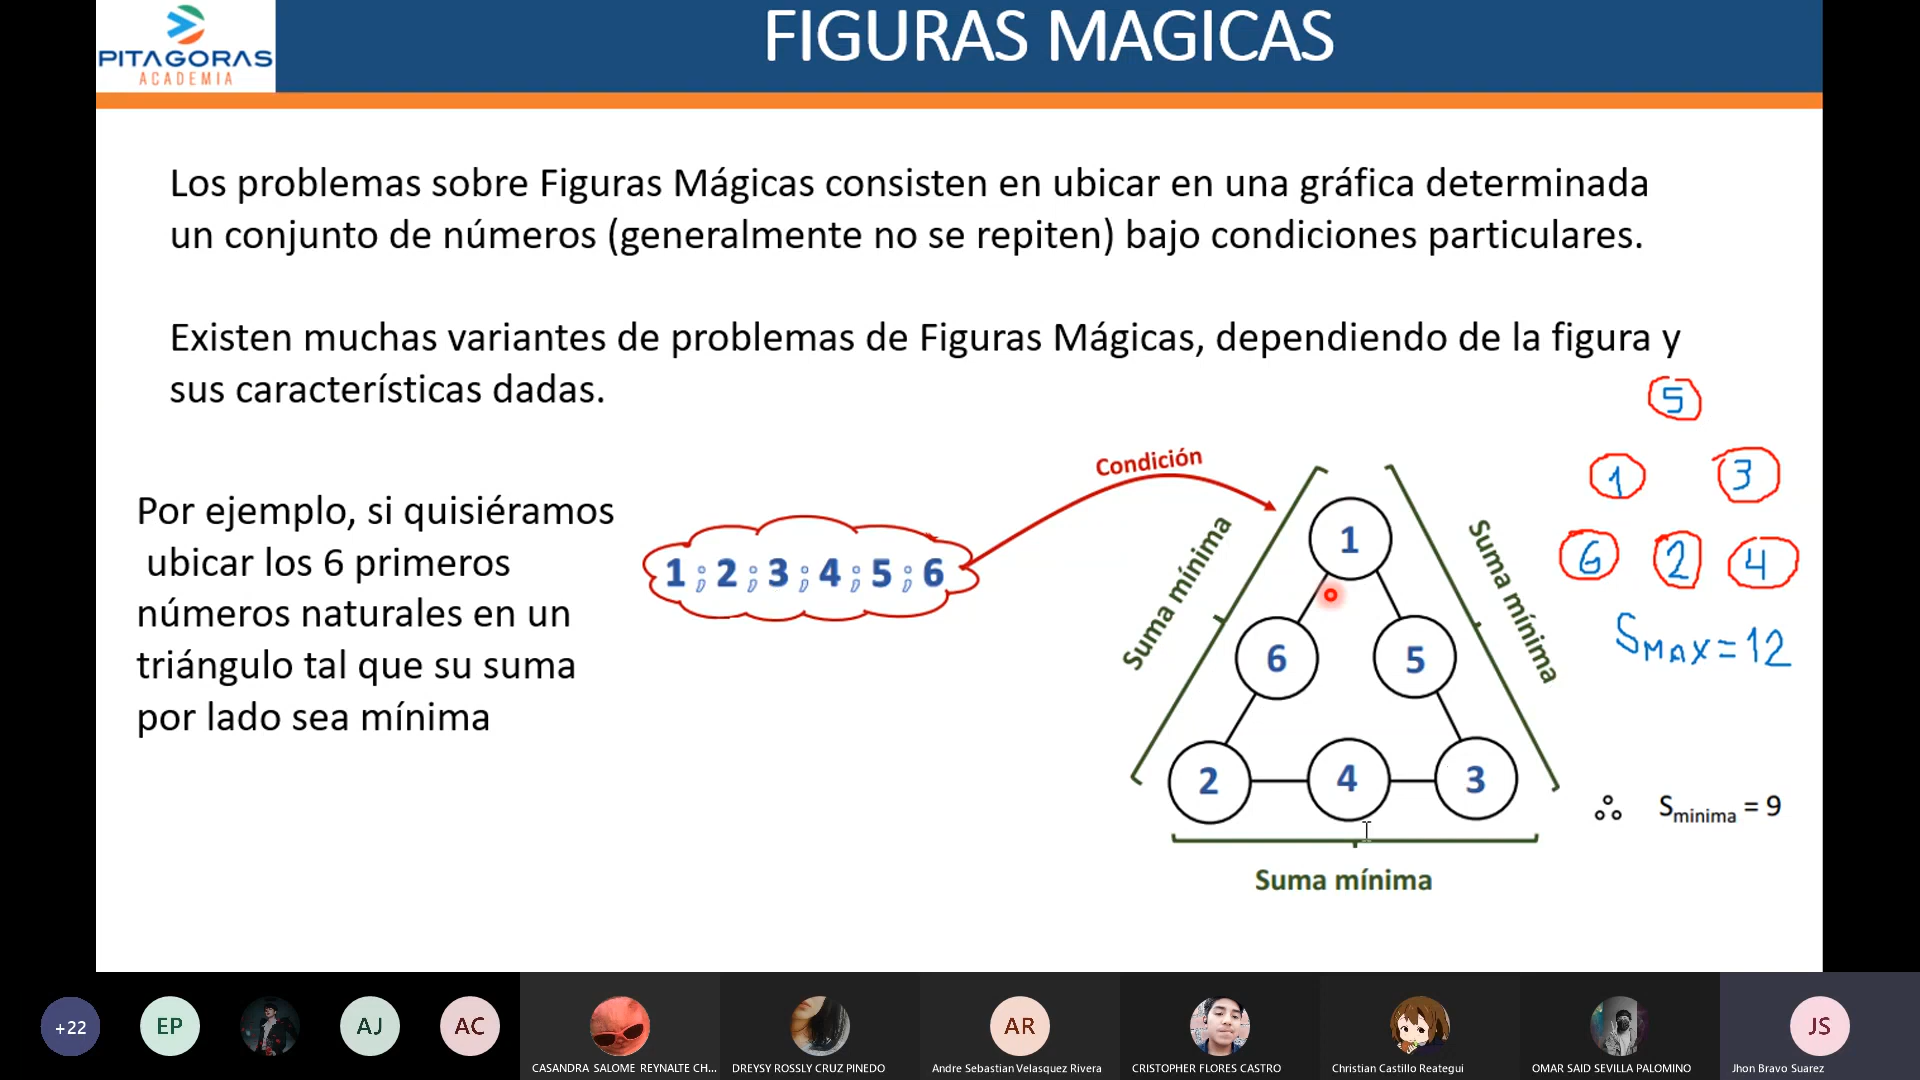 PITAGORAS
ACADEMIA
FIGURAS MAGICAS
Los problemas sobre Figuras Mágicas consisten en ubicar en una gráfica determinada
un conjunto de números (generalmente no se repiten) bajo condiciones particulares.
Existen muchas variantes de problemas de Figuras Mágicas, dependiendo de la figura y
sus características dadas.
Por ejemplo, si quisiéramos
ubicar los 6 primeros
números naturales en un
triángulo tal que su suma
por lado sea mínima
1 ; 2 ; 3 ; 4 ; 5 ; 6
Condición
Suma mínima
Suma mínima
1
6 5
2 4 3
Suma mínima
5
1 3
6 2 4
SMAX = 12
∴ Sminima = 9
+22
EP
AJ
AC
AR
JS
CASANDRA SALOME REYNALTE CH...
DREYSY ROSSLY CRUZ PINEDO
Andre Sebastian Velasquez Rivera
CRISTOPHER FLORES CASTRO
Christian Castillo Reategui
OMAR SAID SEVILLA PALOMINO
Jhon Bravo Suarez